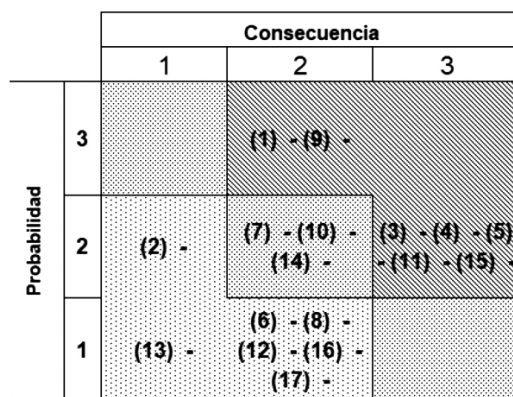 Consecuencia
1 2 3
Probabilidad
3
(1) - (9) -
2
(2) -
(7) - (10) -
(14) -
(3) - (4) - (5)
- (11) - (15) -
1
(13) -
(6) - (8) -
(12) - (16) -
(17) -